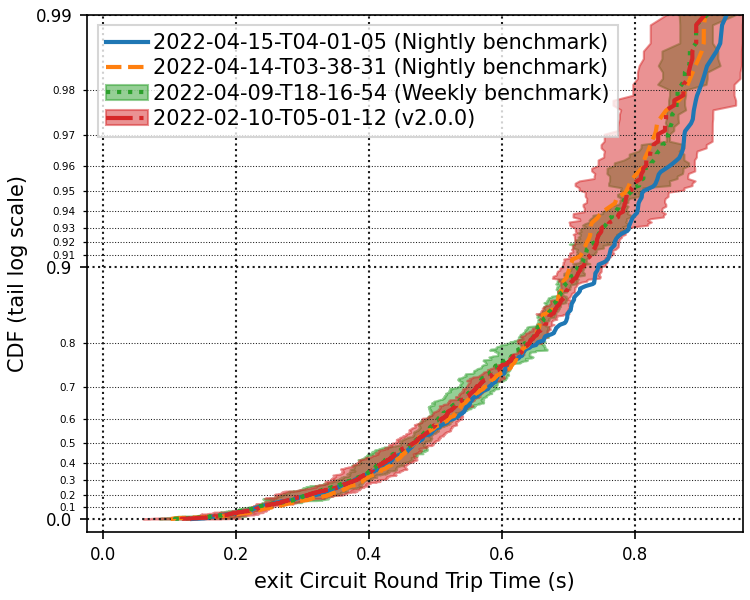 2022-04-15-T04-01-05 (Nightly benchmark)
2022-04-14-T03-38-31 (Nightly benchmark)
2022-04-09-T18-16-54 (Weekly benchmark)
2022-02-10-T05-01-12 (v2.0.0)
0.99
0.98
0.97
0.96
0.95
0.94
0.93
0.92
0.91
0.9
0.8
0.7
0.6
0.5
0.4
0.3
0.2
0.1
0.0
CDF (tail log scale)
0.0 0.2 0.4 0.6 0.8
exit Circuit Round Trip Time (s)